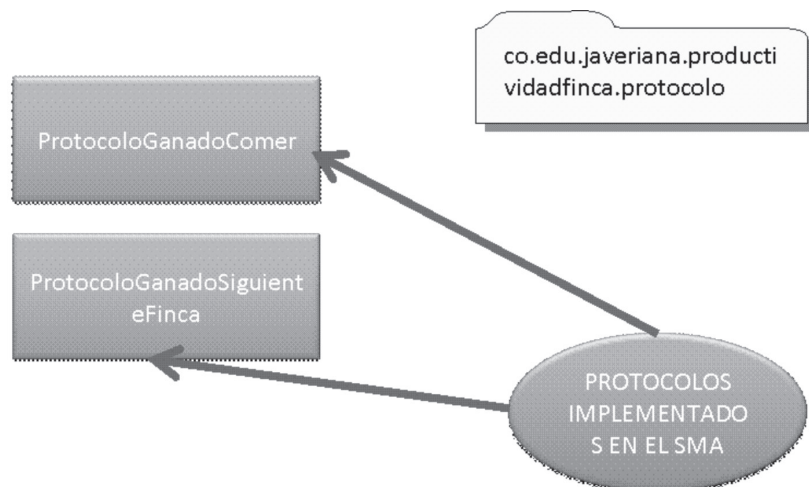 co.edu.javeriana.producti
vidadfinca.protocolo
ProtocoloGanadoComer
ProtocoloGanadoSiguient
eFinca
PROTOCOLOS
IMPLEMENTADO
S EN EL SMA